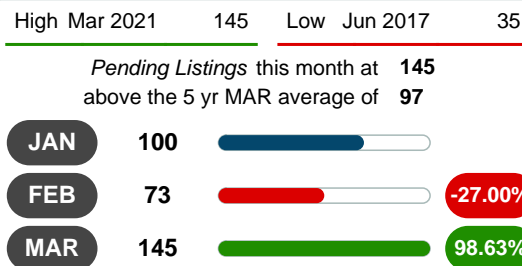 High Mar 2021 145 Low Jun 2017 35
Pending Listings this month at 145
above the 5 yr MAR average of 97
JAN 100
FEB 73 -27.00%
MAR 145 98.63%